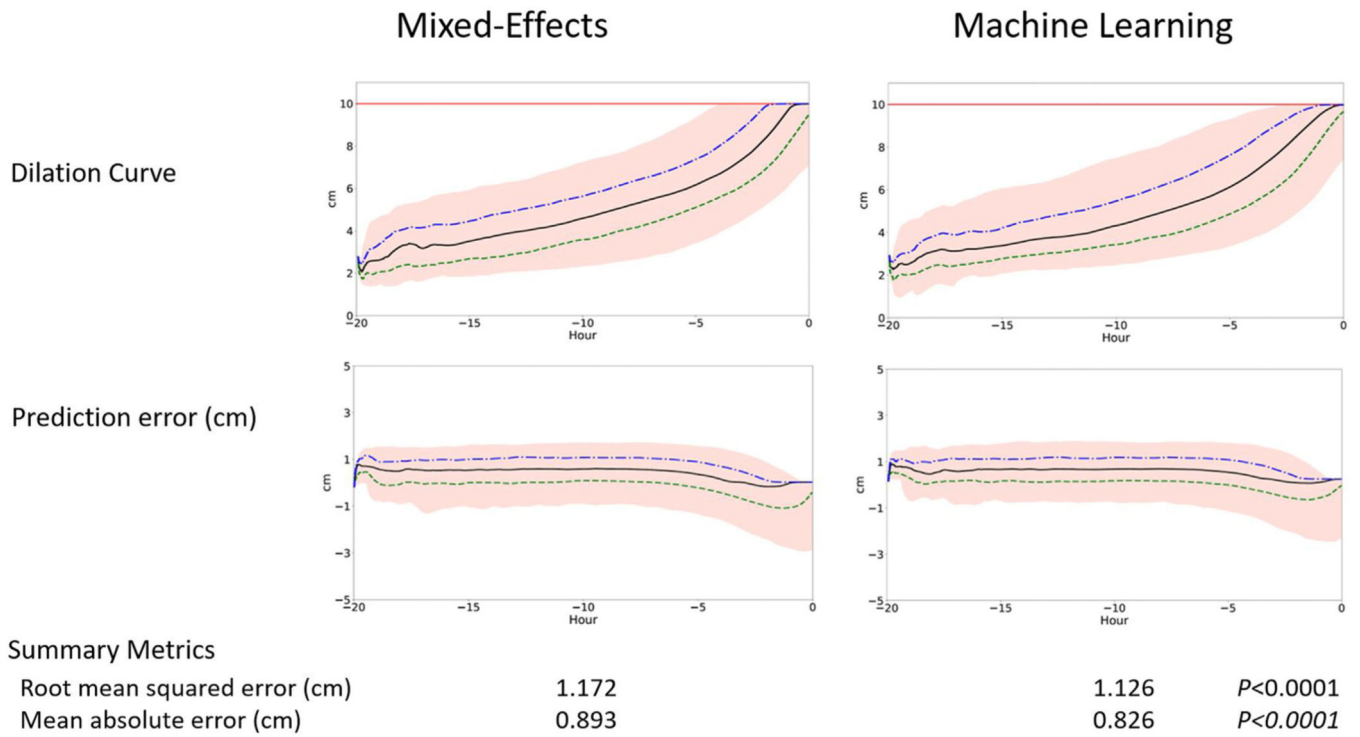 Mixed-Effects
Machine Learning
Dilation Curve
cm
10
8
6
4
2
0
−20
−15
−10
−5
0
Hour
cm
10
8
6
4
2
0
−20
−15
−10
−5
0
Hour
Prediction error (cm)
cm
5
3
1
−1
−3
−5
−20
−15
−10
−5
0
Hour
cm
5
3
1
−1
−3
−5
−20
−15
−10
−5
0
Hour
Summary Metrics
Root mean squared error (cm) 1.172 1.126 P<0.0001
Mean absolute error (cm) 0.893 0.826 P<0.0001